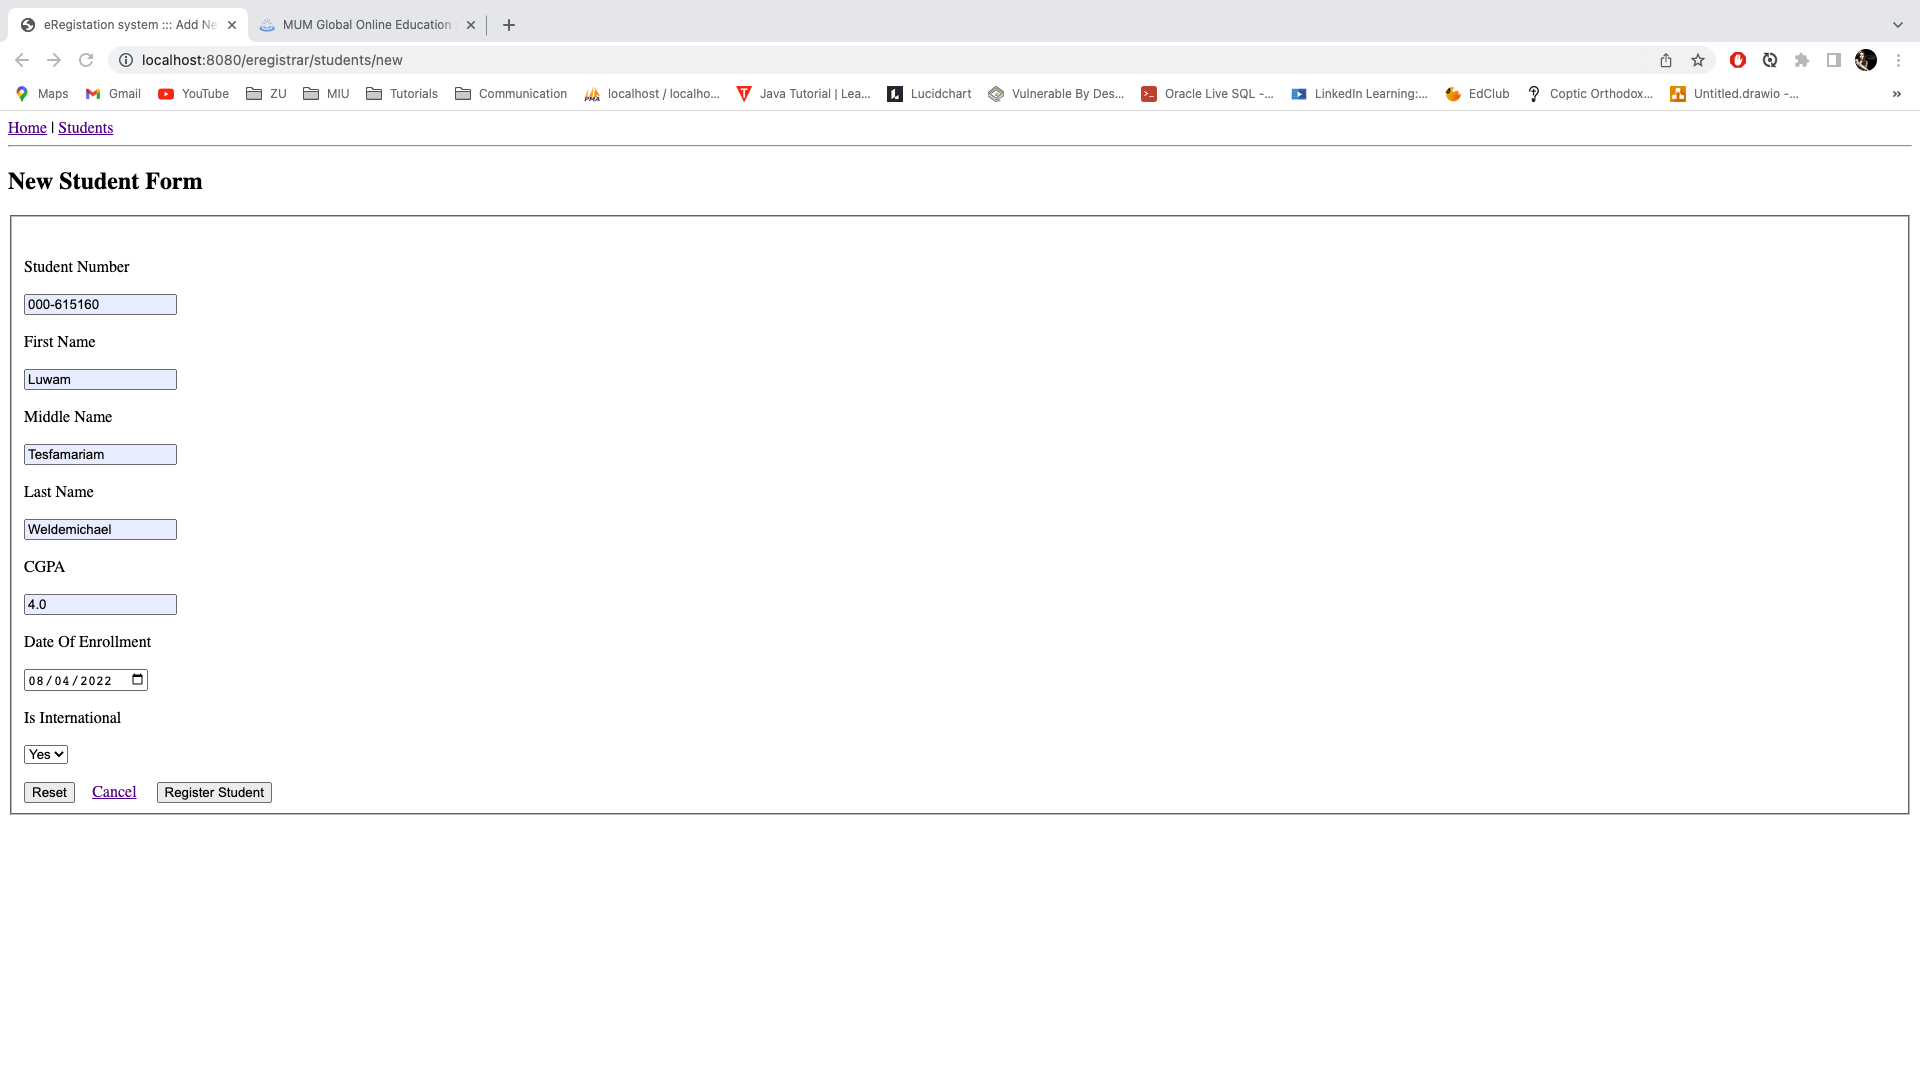 eRegistation system ::: Add Ne
MUM Global Online Education :
localhost:8080/eregistrar/students/new
Maps Gmail YouTube ZU MIU Tutorials Communication localhost / localho... Java Tutorial | Lea... Lucidchart Vulnerable By Des... Oracle Live SQL -... LinkedIn Learning:... EdClub Coptic Orthodox... Untitled.drawio -... »
Home | Students
New Student Form
Student Number
000-615160
First Name
Luwam
Middle Name
Tesfamariam
Last Name
Weldemichael
CGPA
4.0
Date Of Enrollment
08/04/2022
Is International
Yes
Reset Cancel Register Student